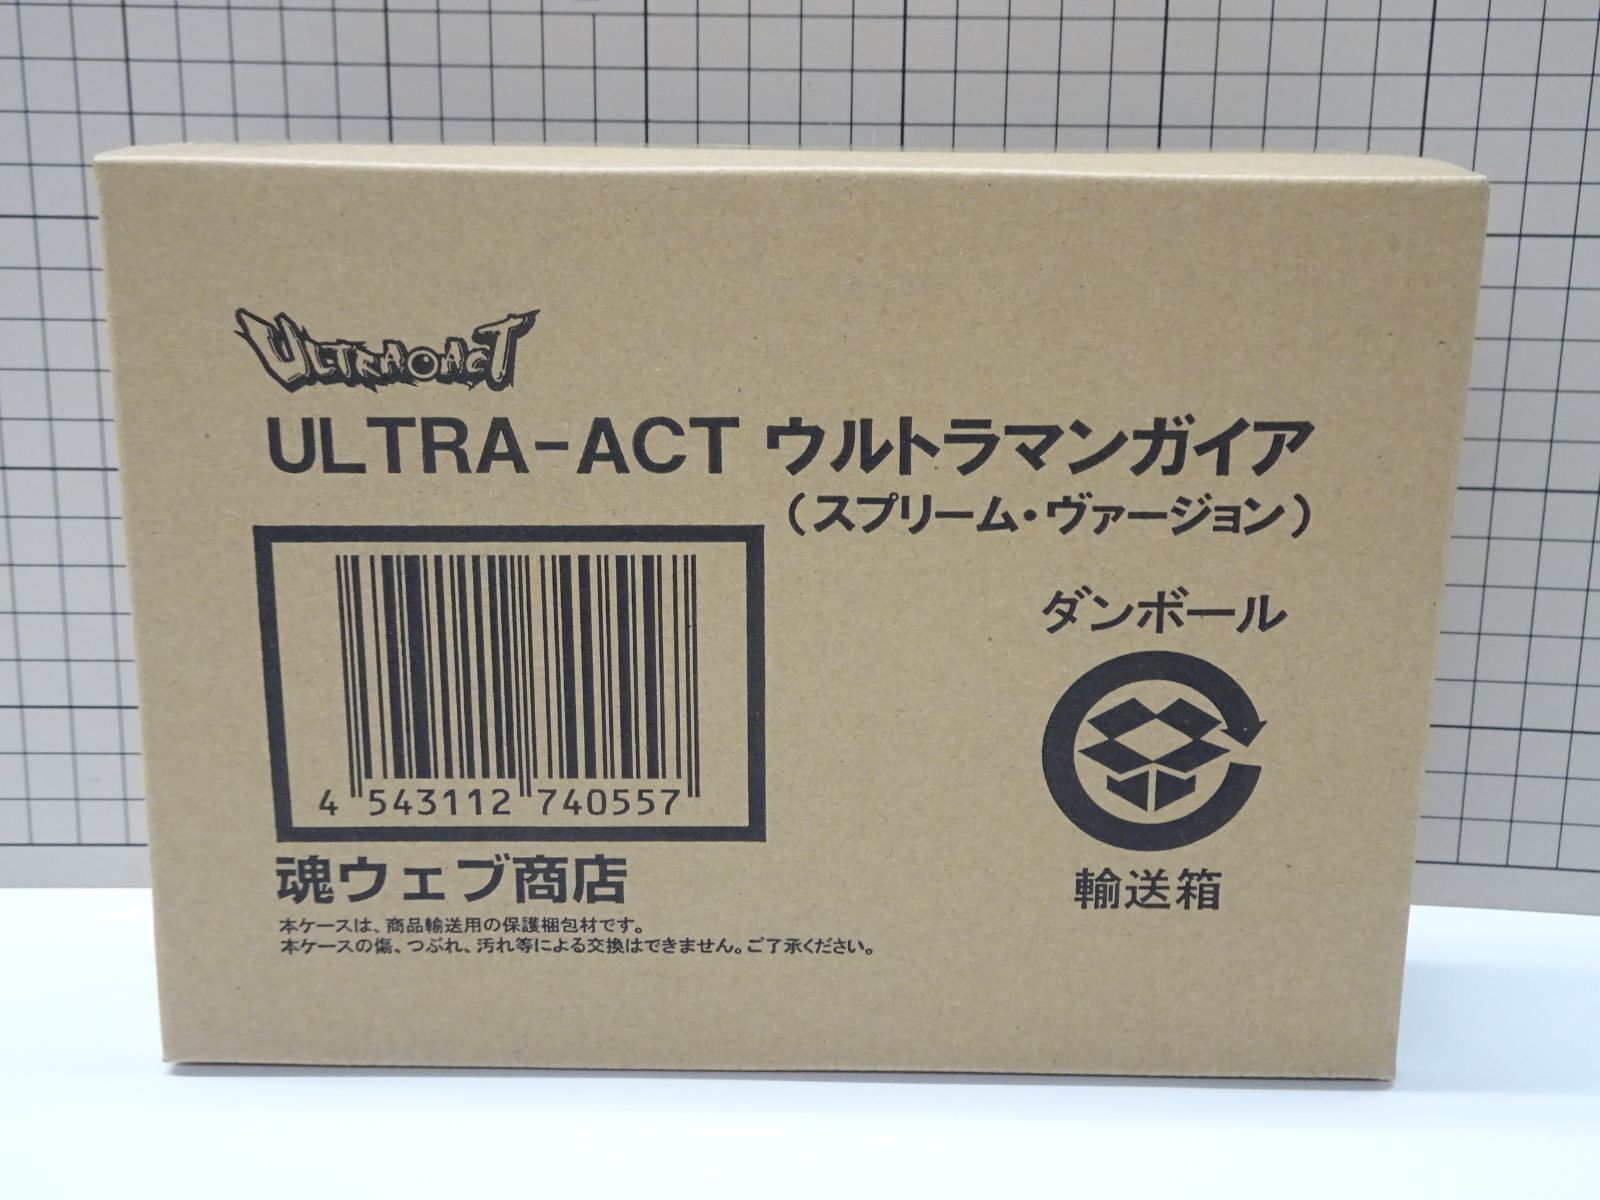 ULTRA-ACT
ULTRA-ACT ウルトラマンガイア
(スプリーム・ヴァージョン)
4 543112 740557
ダンボール
輸送箱
魂ウェブ商店
本ケースは、商品輸送用の保護梱包材です。
本ケースの傷、つぶれ、汚れ等による交換はできません。ご了承ください。